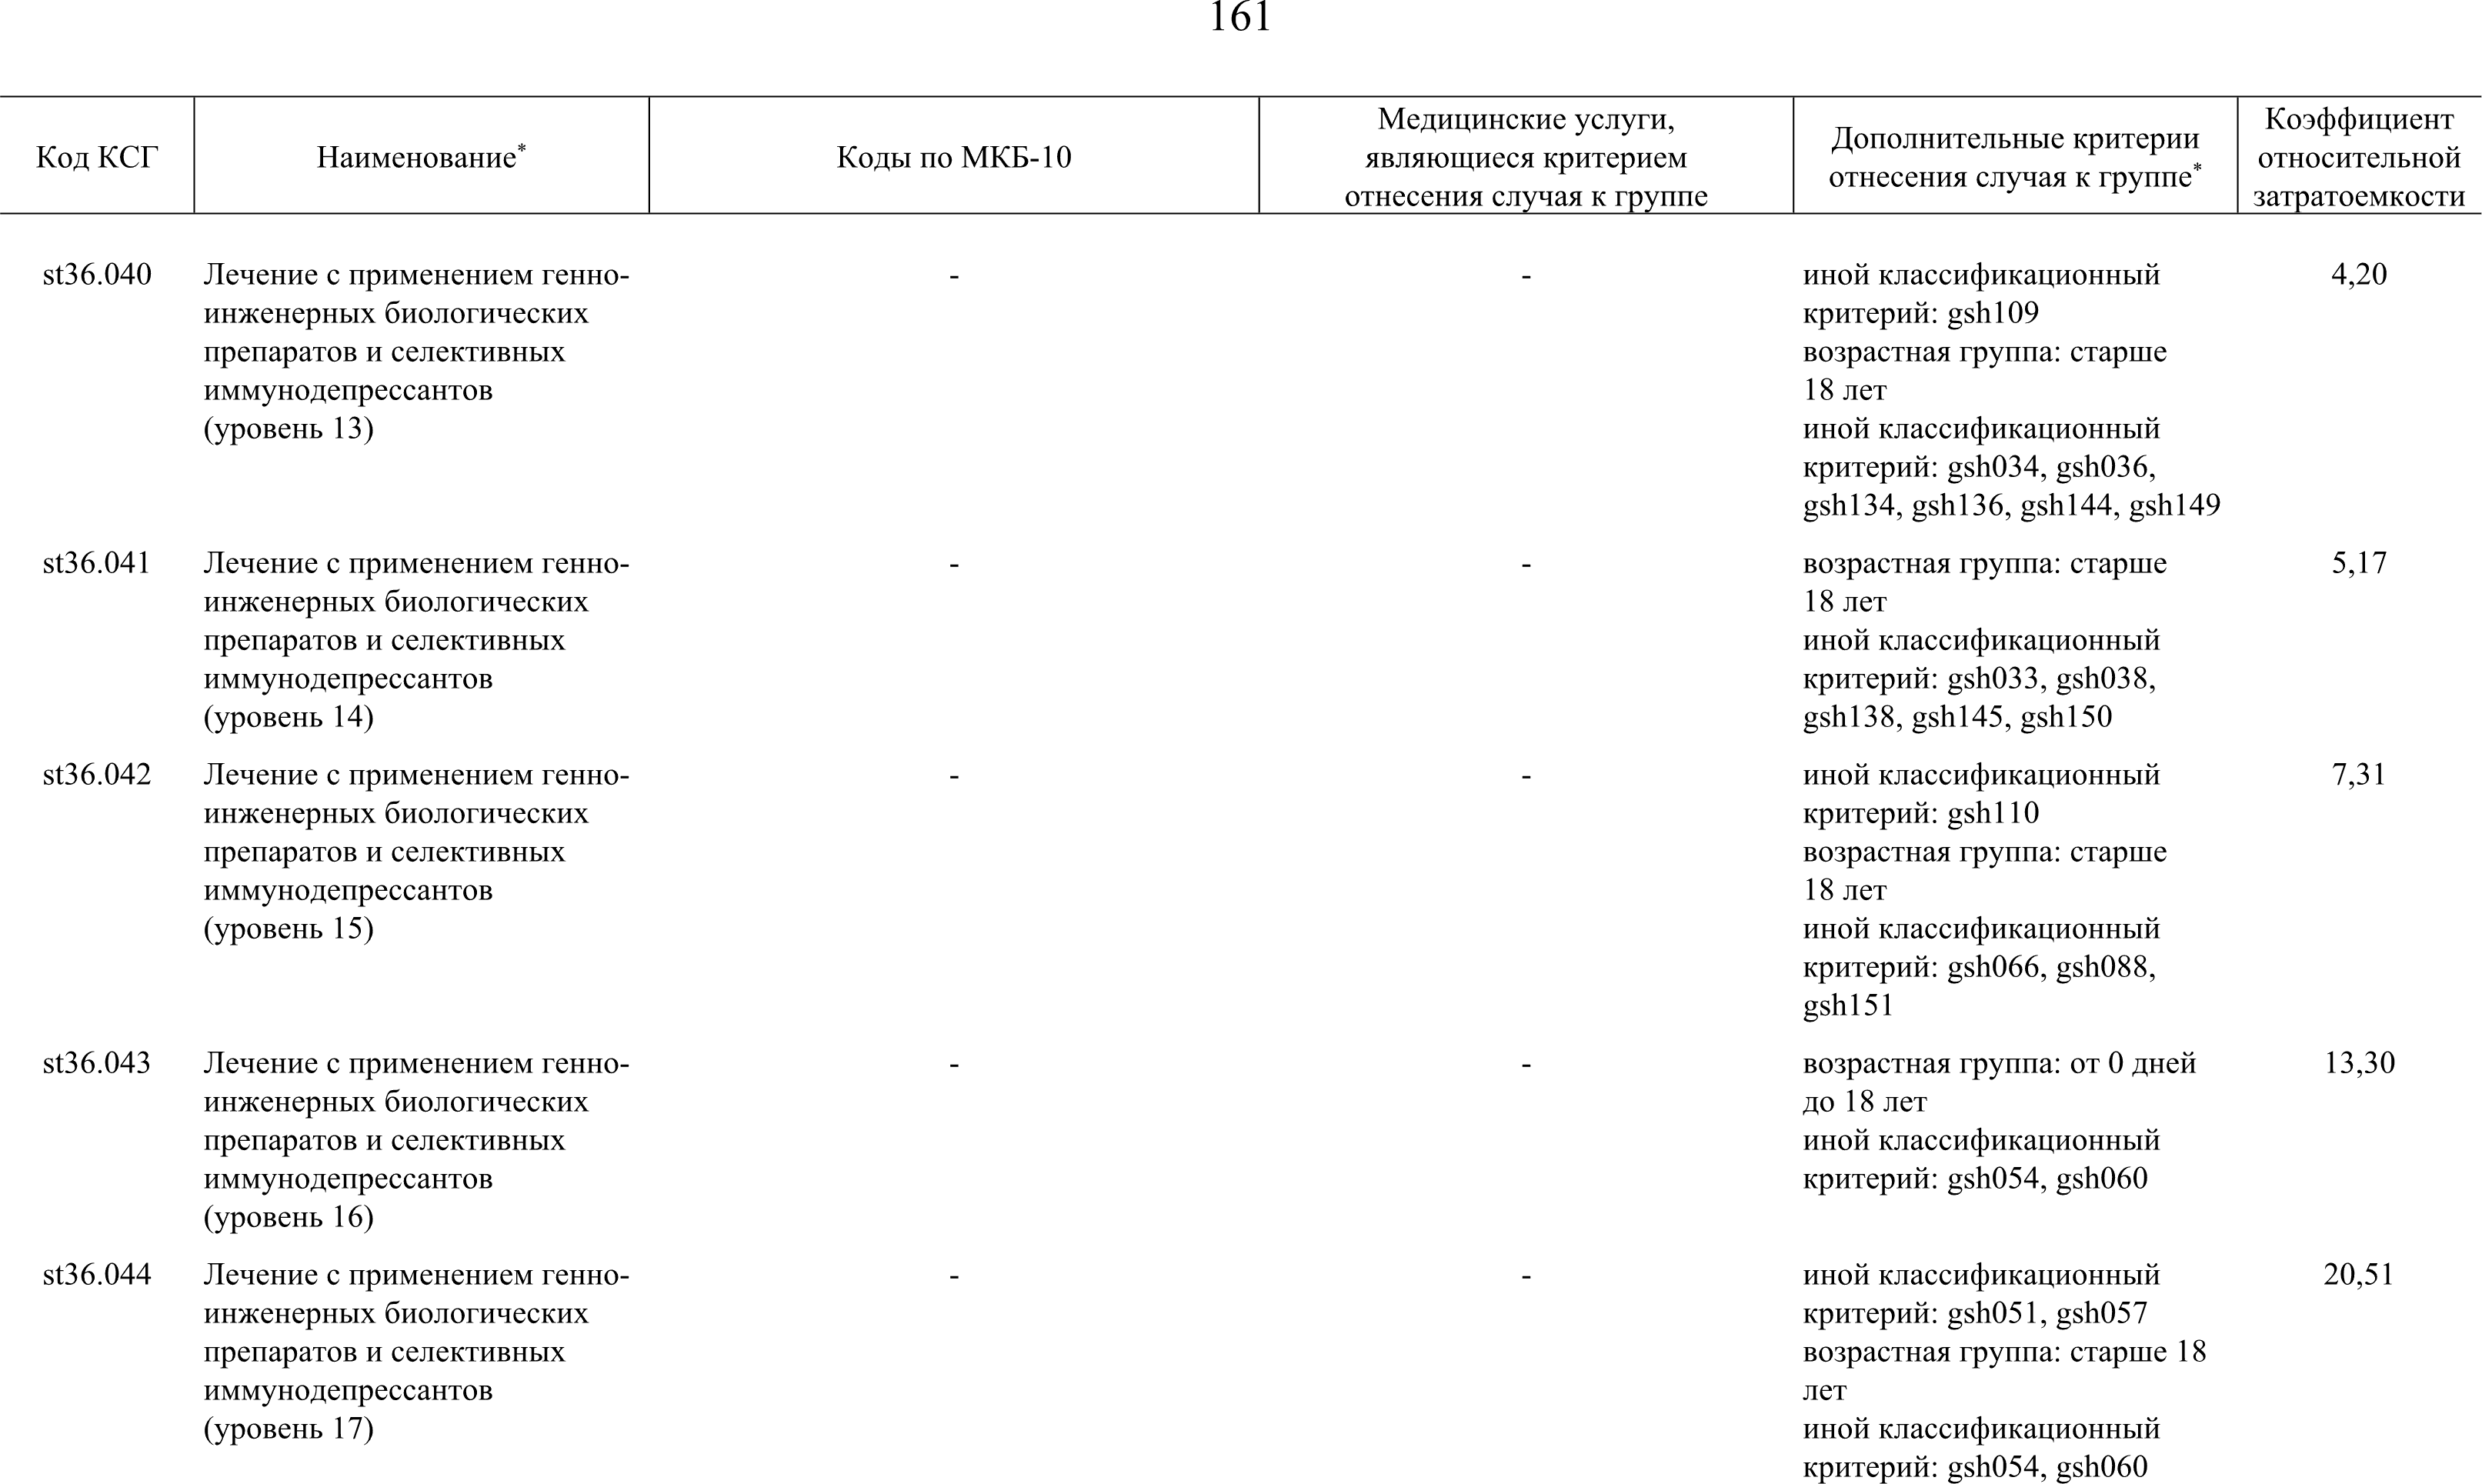 161
Код КСГ
Наименование*
Коды по МКБ-10
Медицинские услуги,
являющиеся критерием
отнесения случая к группе
Дополнительные критерии
отнесения случая к группе*
Коэффициент
относительной
затратоемкости
st36.040
Лечение с применением генно-
инженерных биологических
препаратов и селективных
иммунодепрессантов
(уровень 13)
-
-
иной классификационный
критерий: gsh109
возрастная группа: старше
18 лет
иной классификационный
критерий: gsh034, gsh036,
gsh134, gsh136, gsh144, gsh149
4,20
st36.041
Лечение с применением генно-
инженерных биологических
препаратов и селективных
иммунодепрессантов
(уровень 14)
-
-
возрастная группа: старше
18 лет
иной классификационный
критерий: gsh033, gsh038,
gsh138, gsh145, gsh150
5,17
st36.042
Лечение с применением генно-
инженерных биологических
препаратов и селективных
иммунодепрессантов
(уровень 15)
-
-
иной классификационный
критерий: gsh110
возрастная группа: старше
18 лет
иной классификационный
критерий: gsh066, gsh088,
gsh151
7,31
st36.043
Лечение с применением генно-
инженерных биологических
препаратов и селективных
иммунодепрессантов
(уровень 16)
-
-
возрастная группа: от 0 дней
до 18 лет
иной классификационный
критерий: gsh054, gsh060
13,30
st36.044
Лечение с применением генно-
инженерных биологических
препаратов и селективных
иммунодепрессантов
(уровень 17)
-
-
иной классификационный
критерий: gsh051, gsh057
возрастная группа: старше 18
лет
иной классификационный
критерий: gsh054, gsh060
20,51